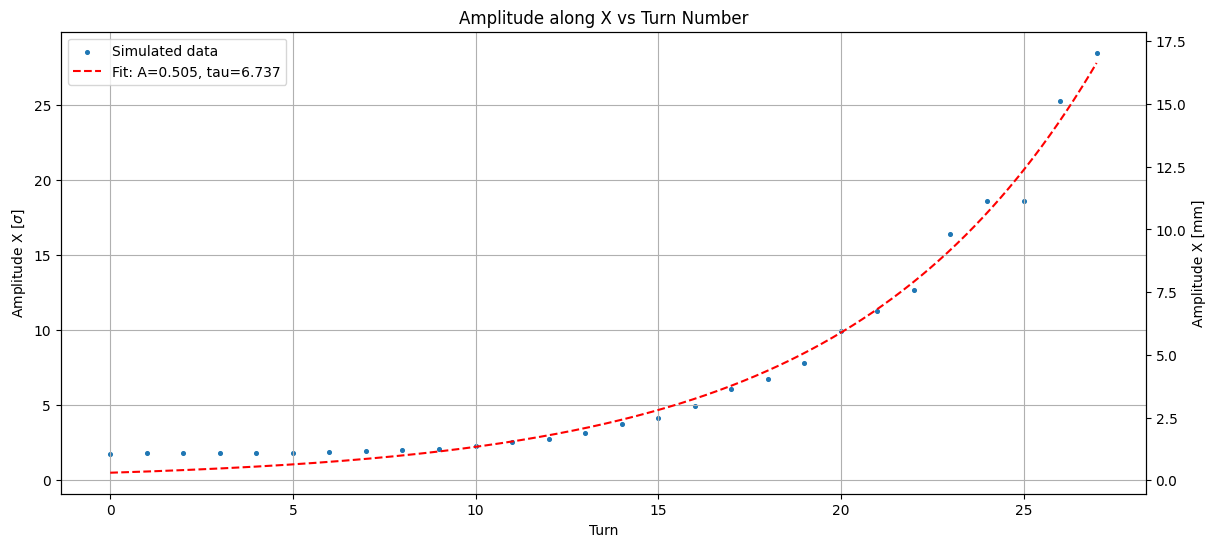 Amplitude along X vs Turn Number
Simulated data
Fit: A=0.505, tau=6.737
Amplitude X [σ]
25
20
15
10
5
0
17.5
15.0
12.5
10.0
7.5
5.0
2.5
0.0
Amplitude X [mm]
0 5 10 15 20 25
Turn